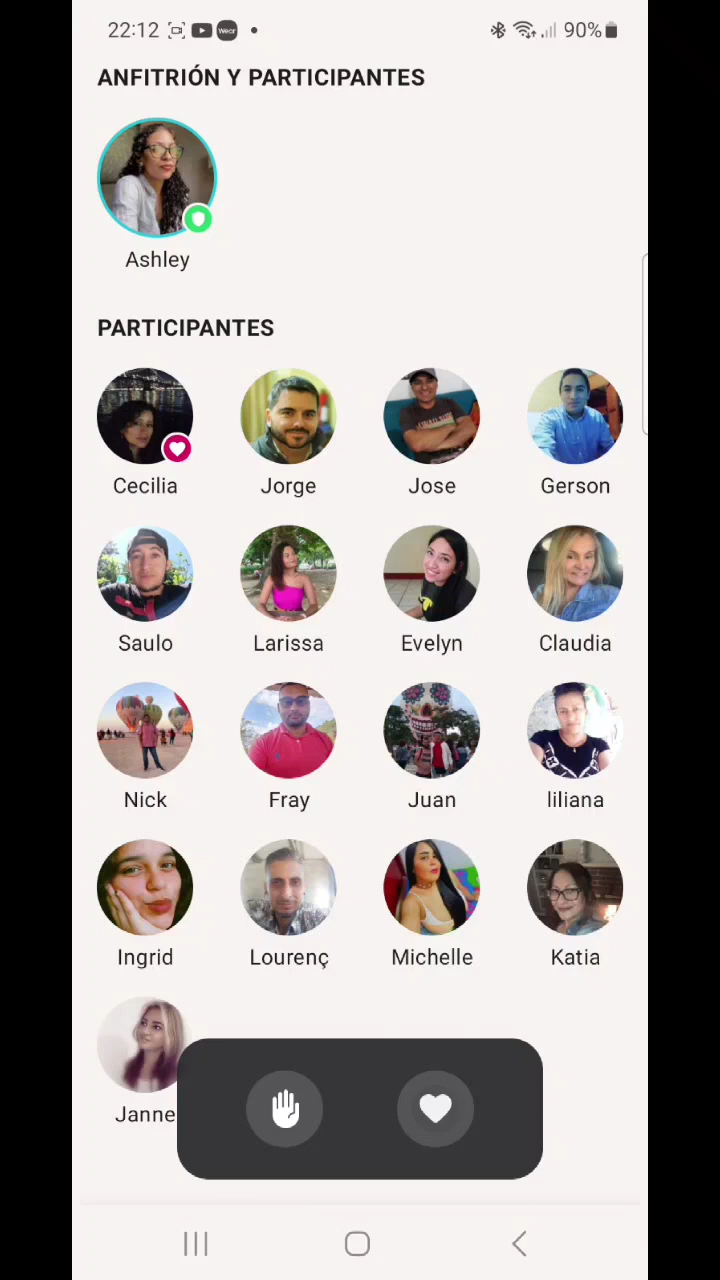 22:12 Wecr 90%
ANFITRIÓN Y PARTICIPANTES
Ashley
PARTICIPANTES
Cecilia Jorge Jose Gerson
Saulo Larissa Evelyn Claudia
Nick Fray Juan liliana
Ingrid Lourenç Michelle Katia
Janne